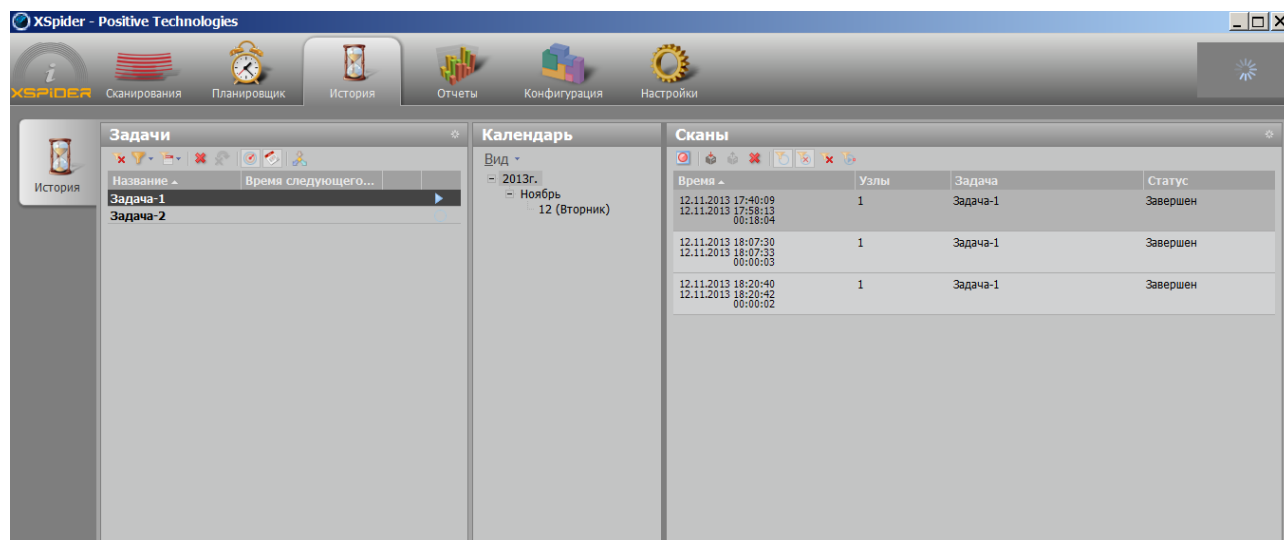 XSpider - Positive Technologies
i
XSPIDER
Сканирования
Планировщик
История
Отчеты
Конфигурация
Настройки
История
Задачи
Название
Время следующего...
Задача-1
Задача-2
Календарь
Вид
2013г.
Ноябрь
12 (Вторник)
Сканы
Время
Узлы
Задача
Статус
12.11.2013 17:40:09
12.11.2013 17:58:13
00:18:04
1
Задача-1
Завершен
12.11.2013 18:07:30
12.11.2013 18:07:33
00:00:03
1
Задача-1
Завершен
12.11.2013 18:20:40
12.11.2013 18:20:42
00:00:02
1
Задача-1
Завершен